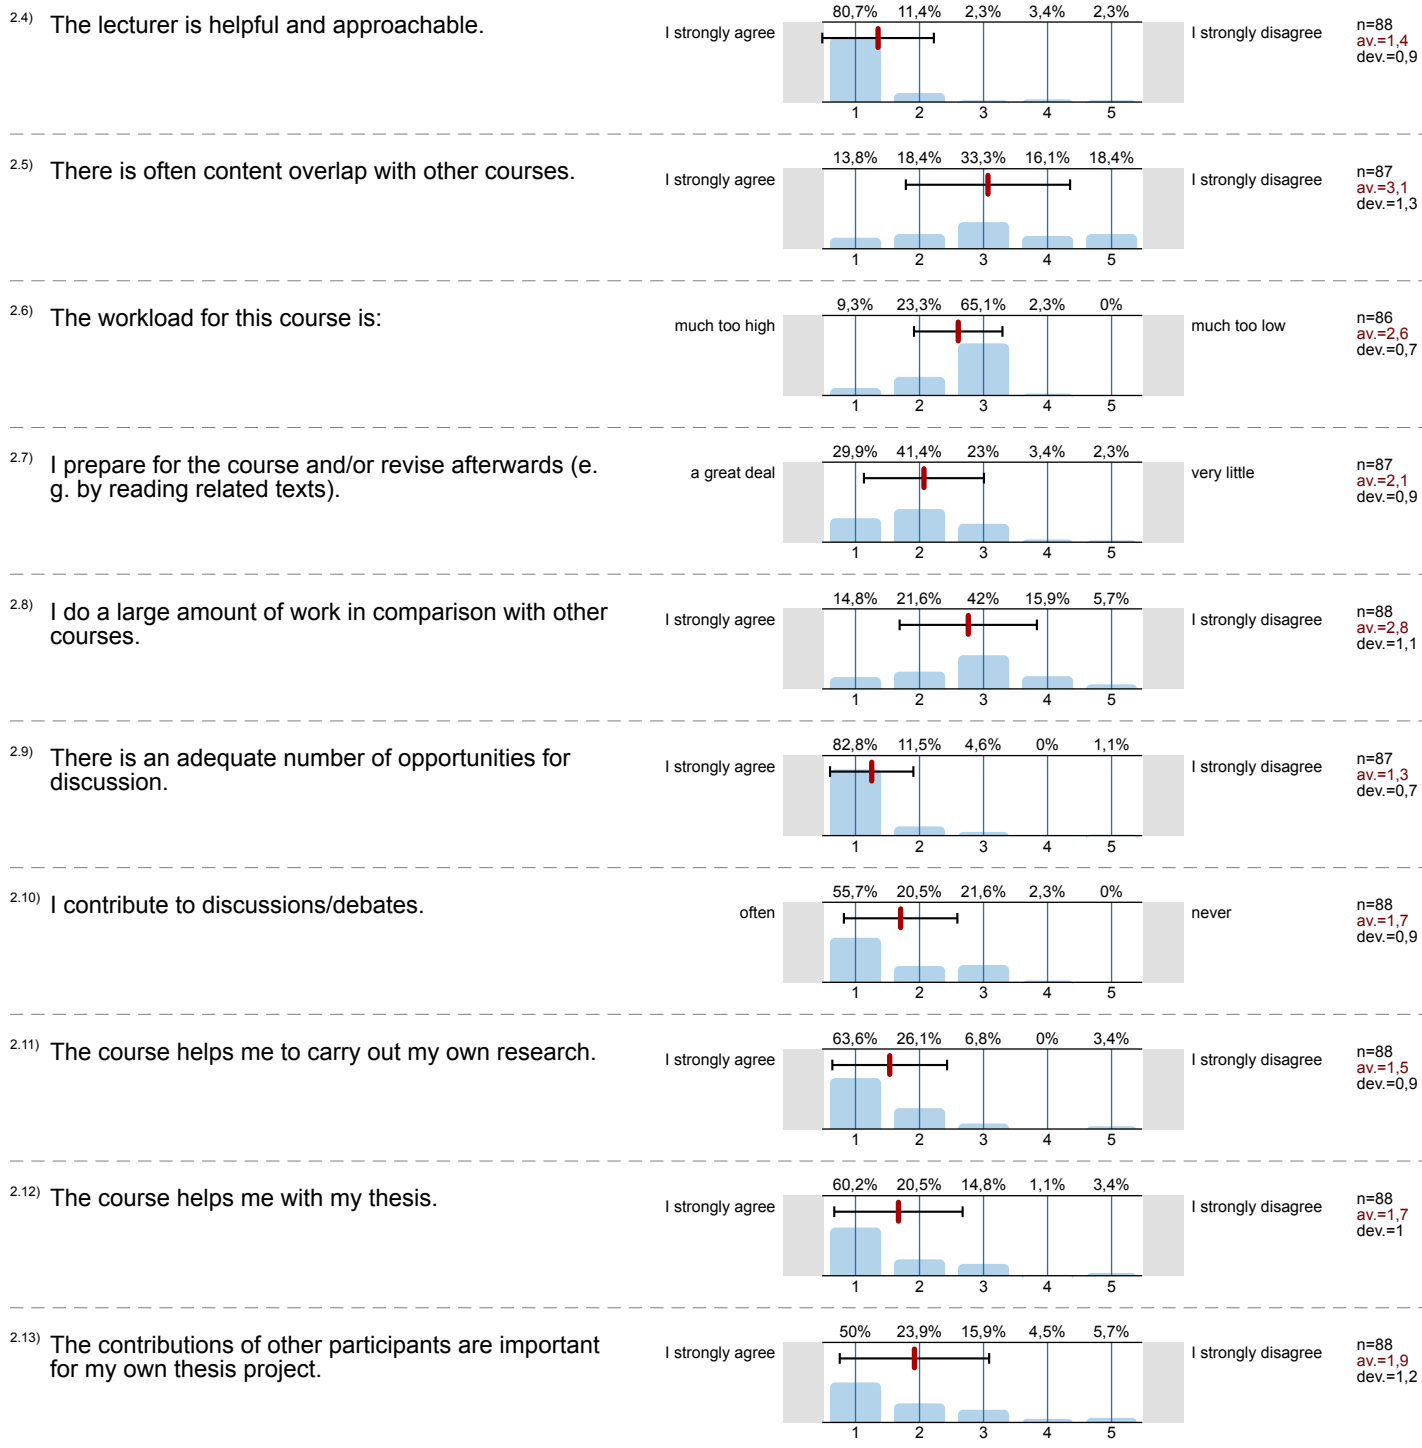 2.4) The lecturer is helpful and approachable.
80,7% 11,4% 2,3% 3,4% 2,3%
I strongly agree I strongly disagree
n=88
av.=1,4
dev.=0,9
1 2 3 4 5
2.5) There is often content overlap with other courses.
13,8% 18,4% 33,3% 16,1% 18,4%
I strongly agree I strongly disagree
n=87
av.=3,1
dev.=1,3
1 2 3 4 5
2.6) The workload for this course is:
9,3% 23,3% 65,1% 2,3% 0%
much too high much too low
n=86
av.=2,6
dev.=0,7
1 2 3 4 5
2.7) I prepare for the course and/or revise afterwards (e.
g. by reading related texts).
29,9% 41,4% 23% 3,4% 2,3%
a great deal very little
n=87
av.=2,1
dev.=0,9
1 2 3 4 5
2.8) I do a large amount of work in comparison with other
courses.
14,8% 21,6% 42% 15,9% 5,7%
I strongly agree I strongly disagree
n=88
av.=2,8
dev.=1,1
1 2 3 4 5
2.9) There is an adequate number of opportunities for
discussion.
82,8% 11,5% 4,6% 0% 1,1%
I strongly agree I strongly disagree
n=87
av.=1,3
dev.=0,7
1 2 3 4 5
2.10) I contribute to discussions/debates.
55,7% 20,5% 21,6% 2,3% 0%
often never
n=88
av.=1,7
dev.=0,9
1 2 3 4 5
2.11) The course helps me to carry out my own research.
63,6% 26,1% 6,8% 0% 3,4%
I strongly agree I strongly disagree
n=88
av.=1,5
dev.=0,9
1 2 3 4 5
2.12) The course helps me with my thesis.
60,2% 20,5% 14,8% 1,1% 3,4%
I strongly agree I strongly disagree
n=88
av.=1,7
dev.=1
1 2 3 4 5
2.13) The contributions of other participants are important
for my own thesis project.
50% 23,9% 15,9% 4,5% 5,7%
I strongly agree I strongly disagree
n=88
av.=1,9
dev.=1,2
1 2 3 4 5